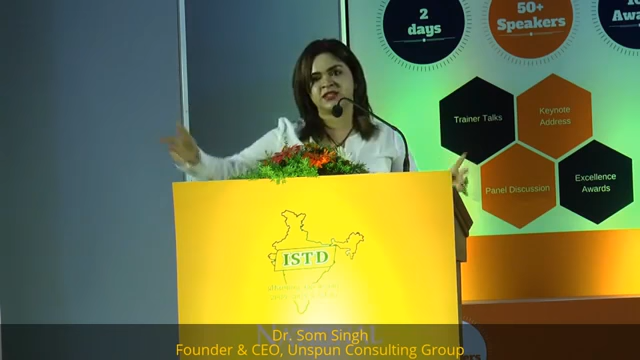 2
days
50+
Speakers
10
Awa
Trainer Talks
Keynote
Address
Panel Discussion
Excellence
Awards
ISTD
Dr. Som Singh
Founder & CEO, Unspun Consulting Group